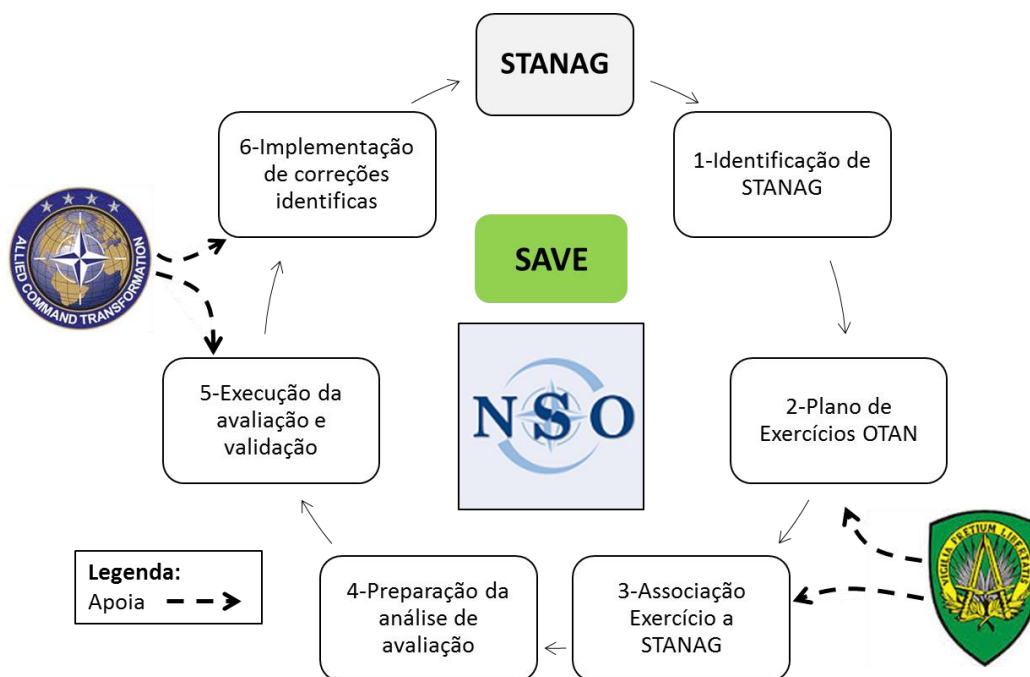 STANAG
1-Identificação de
STANAG
2-Plano de
Exercícios OTAN
3-Associação
Exercício a
STANAG
4-Preparação da
análise de
avaliação
5-Execução da
avaliação e
validação
6-Implementação
de correções
identificas
SAVE
NSO
ALLIED COMMAND TRANSFORMATION
VIGILIA PRETIUM LIBERTATIS
Legenda:
Apoia